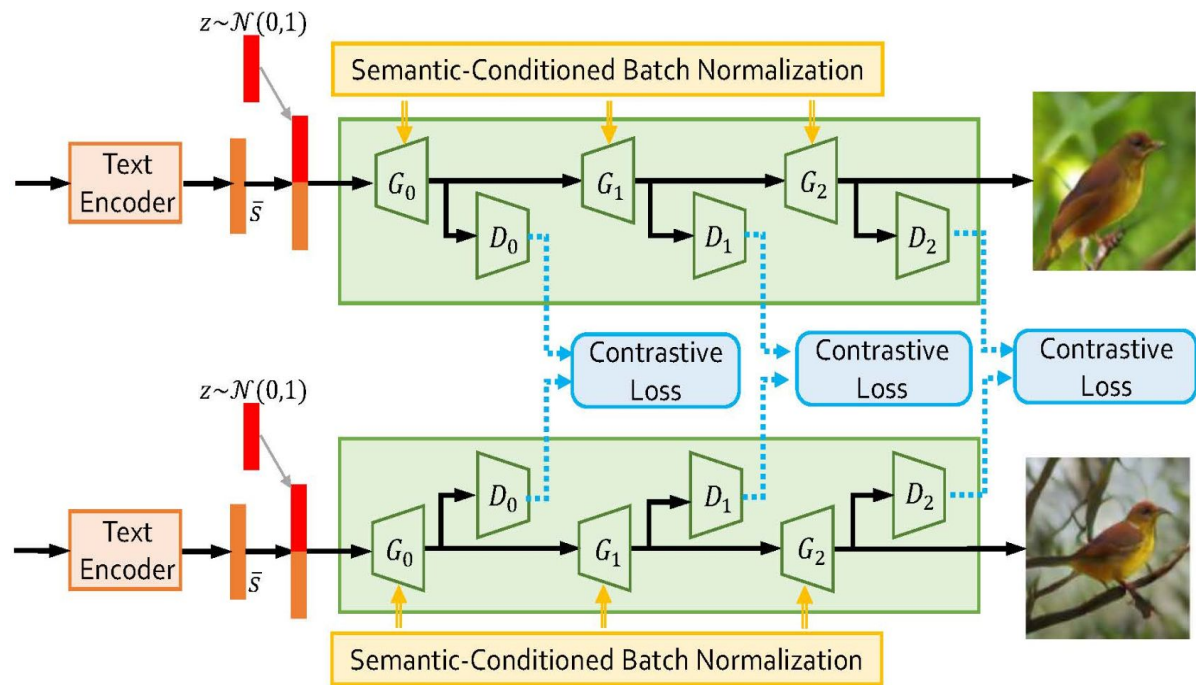 z~𝒩(0,1)
Semantic-Conditioned Batch Normalization
Text
Encoder
s̄
G₀
G₁
G₂
D₀
D₁
D₂
Contrastive
Loss
Contrastive
Loss
Contrastive
Loss
z~𝒩(0,1)
D₀
D₁
D₂
Text
Encoder
s̄
G₀
G₁
G₂
Semantic-Conditioned Batch Normalization